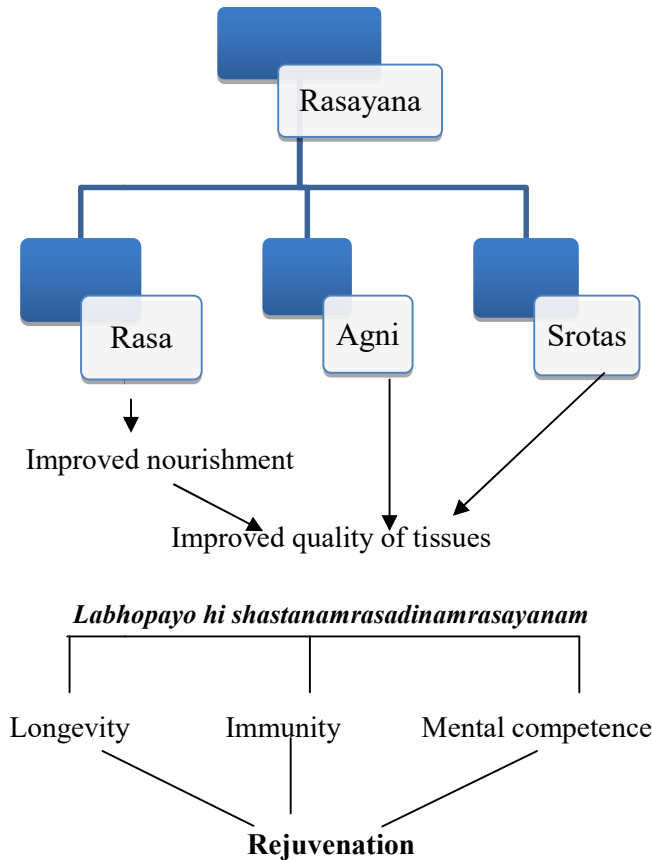 Rasayana
Rasa
Agni
Srotas
Improved nourishment
Improved quality of tissues
Labhopayo hi shastanamrasadinamrasayanam
Longevity
Immunity
Mental competence
Rejuvenation